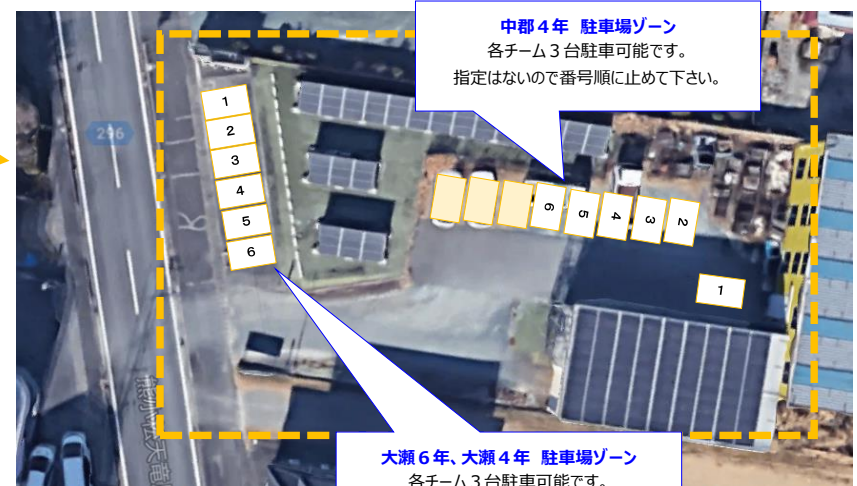 中郡４年 駐車場ゾーン
各チーム３台駐車可能です。
指定はないので番号順に止めて下さい。
296
1
2
3
4
5
6
6
5
4
3
2
1
大瀬６年、大瀬４年 駐車場ゾーン
各チーム３台駐車可能です。